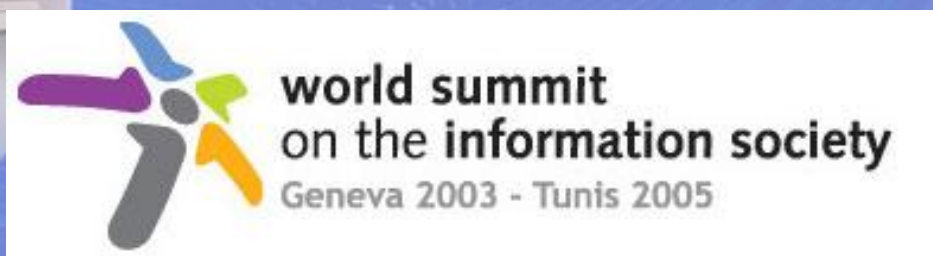 world summit
on the information society
Geneva 2003 - Tunis 2005